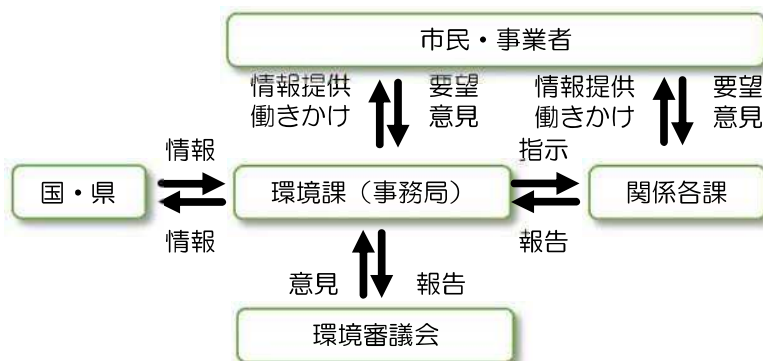 市民・事業者
情報提供
働きかけ
要望
意見
情報提供
働きかけ
要望
意見
情報
指示
国・県
環境課（事務局）
関係各課
情報
報告
意見
報告
環境審議会